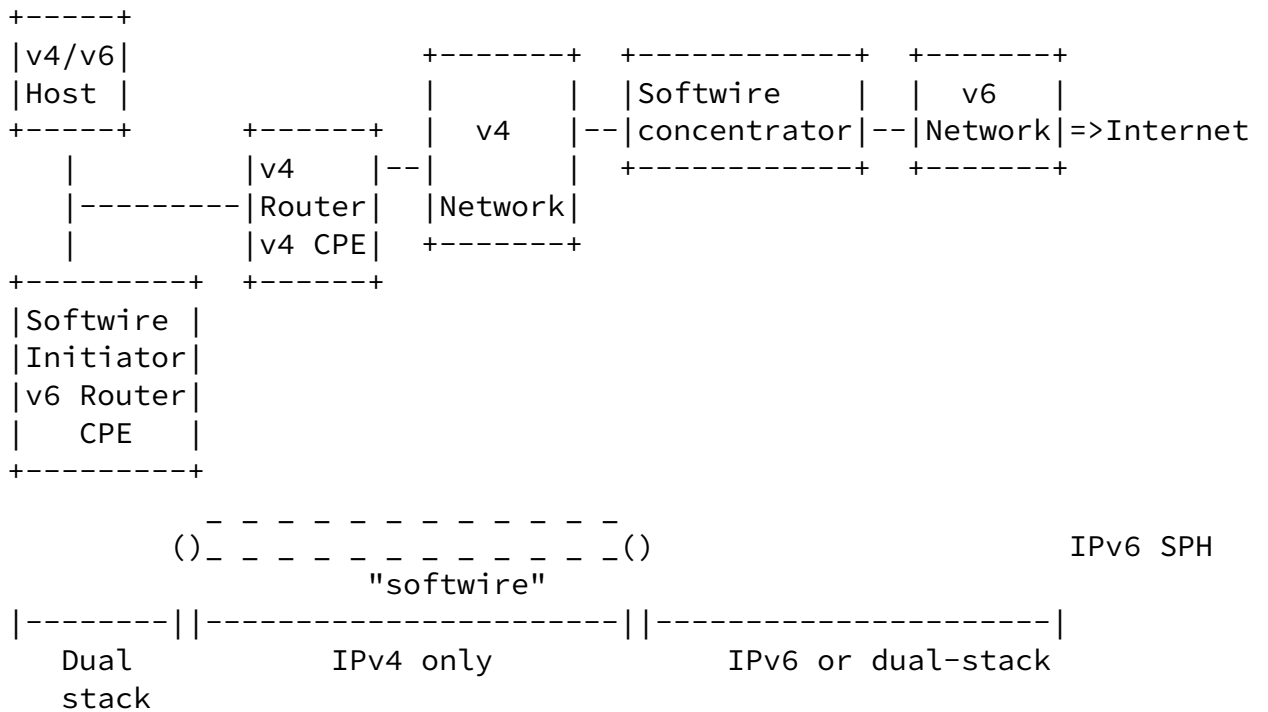 +-----+
|v4/v6|                +-------+  +------------+  +-------+
|Host |                |       |  |Softwire    |  |  v6   |
+-----+      +------+  |  v4   |--|concentrator|--|Network|=>Internet
   |         |v4    |--|       |  +------------+  +-------+
   |---------|Router|  |Network|
   |         |v4 CPE|  +-------+
+---------+  +------+
|Softwire |
|Initiator|
|v6 Router|
|   CPE   |
+---------+
           _ _ _ _ _ _ _ _ _ _ _ _
         ()_ _ _ _ _ _ _ _ _ _ _ _()                        IPv6 SPH
                    "softwire"
|--------||-----------------------||----------------------|
   Dual           IPv4 only             IPv6 or dual-stack
   stack